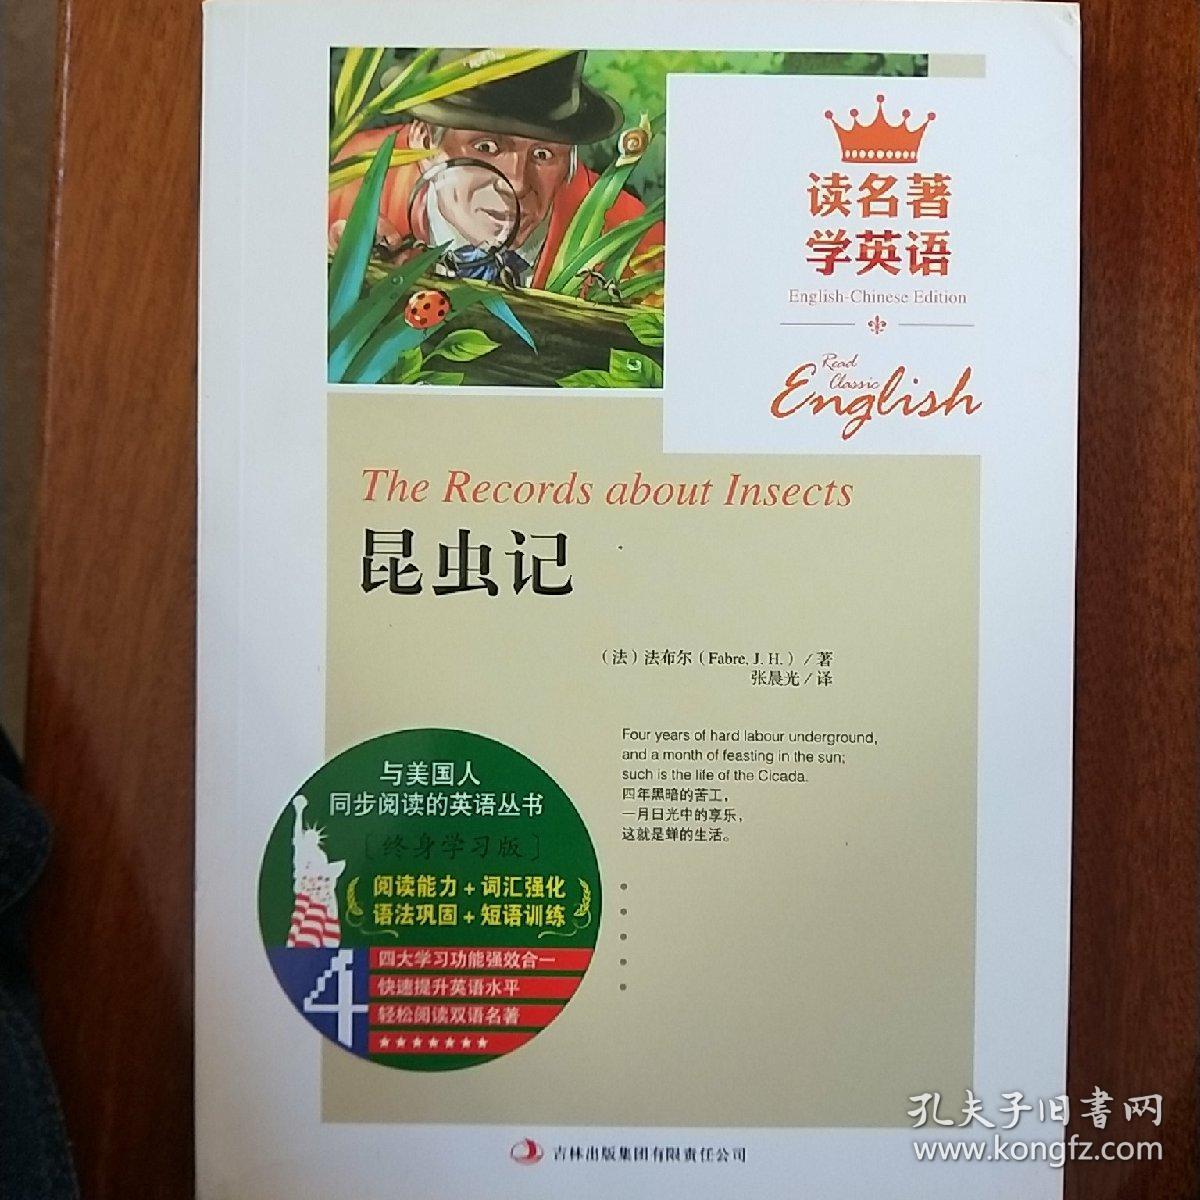 读名著
学英语
English-Chinese Edition
Read
Classic
English
The Records about Insects
昆虫记
（法）法布尔（Fabre, J. H.）／著
张晨光／译
Four years of hard labour underground,
and a month of feasting in the sun;
such is the life of the Cicada.
四年黑暗的苦工，
一月日光中的享乐，
这就是蝉的生活。
与美国人
同步阅读的英语丛书
［终身学习版］
阅读能力+词汇强化
语法巩固+短语训练
4
四大学习功能强效合一
快速提升英语水平
轻松阅读双语名著
★★★★★★★
吉林出版集团有限责任公司
孔夫子旧書网
www.kongfz.com